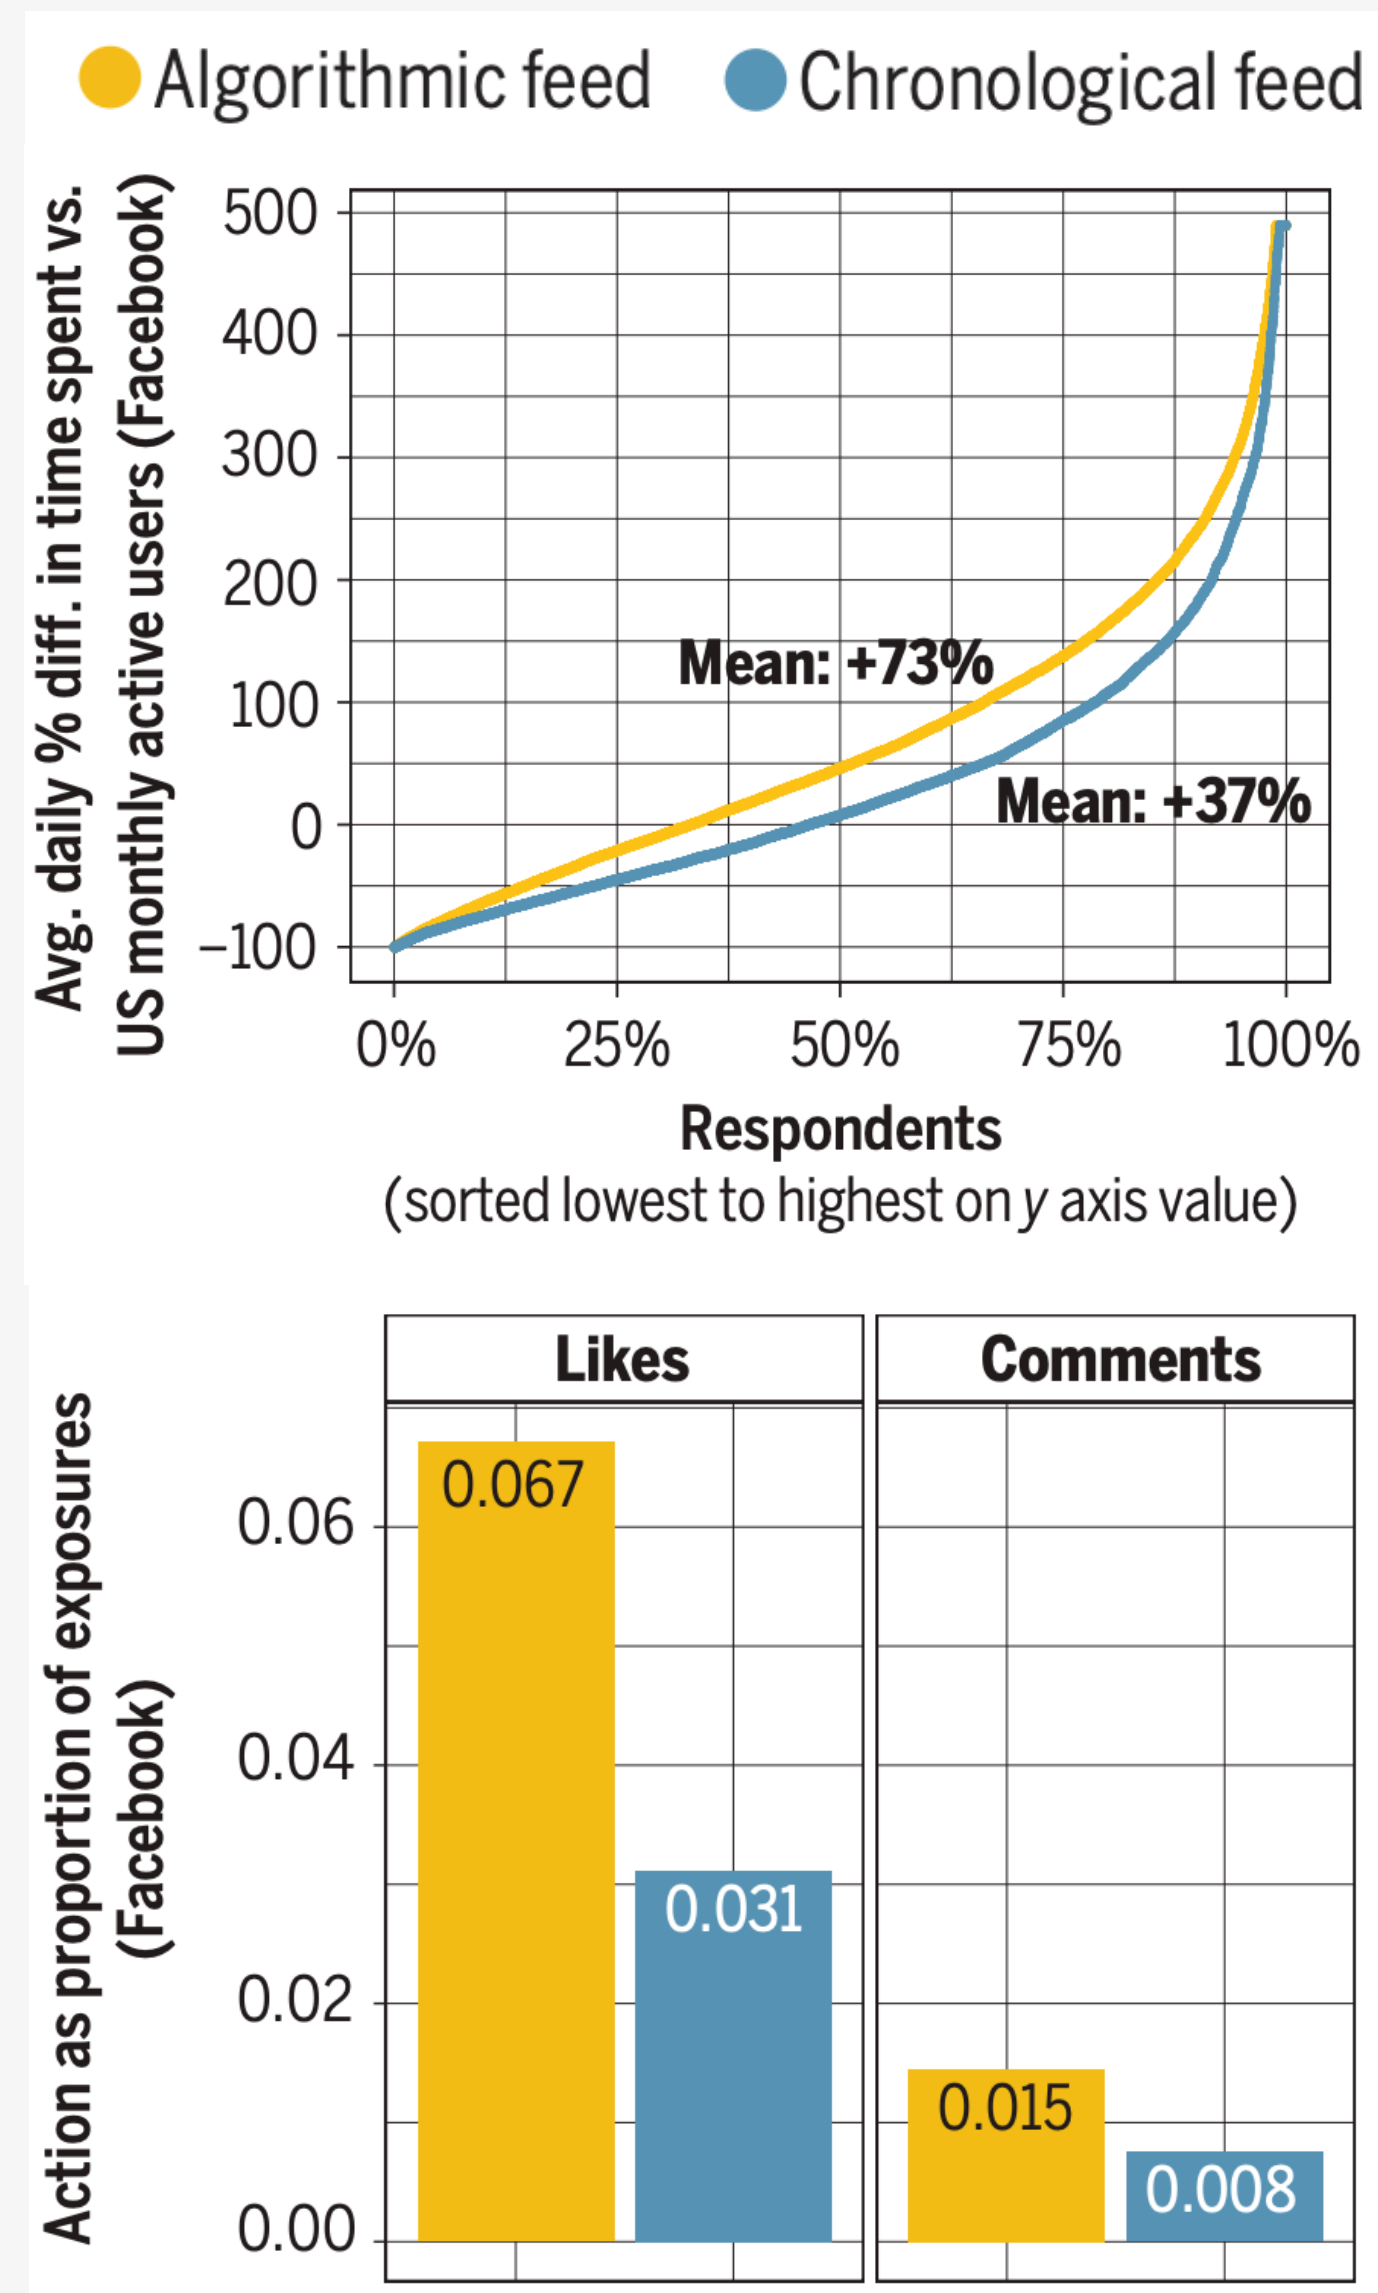 Algorithmic feed Chronological feed
Avg. daily % diff. in time spent vs.
US monthly active users (Facebook)
500
400
300
200
100
0
–100
Mean: +73%
Mean: +37%
0% 25% 50% 75% 100%
Respondents
(sorted lowest to highest on y axis value)
Action as proportion of exposures
(Facebook)
Likes Comments
0.06
0.04
0.02
0.00
0.067
0.031
0.015
0.008